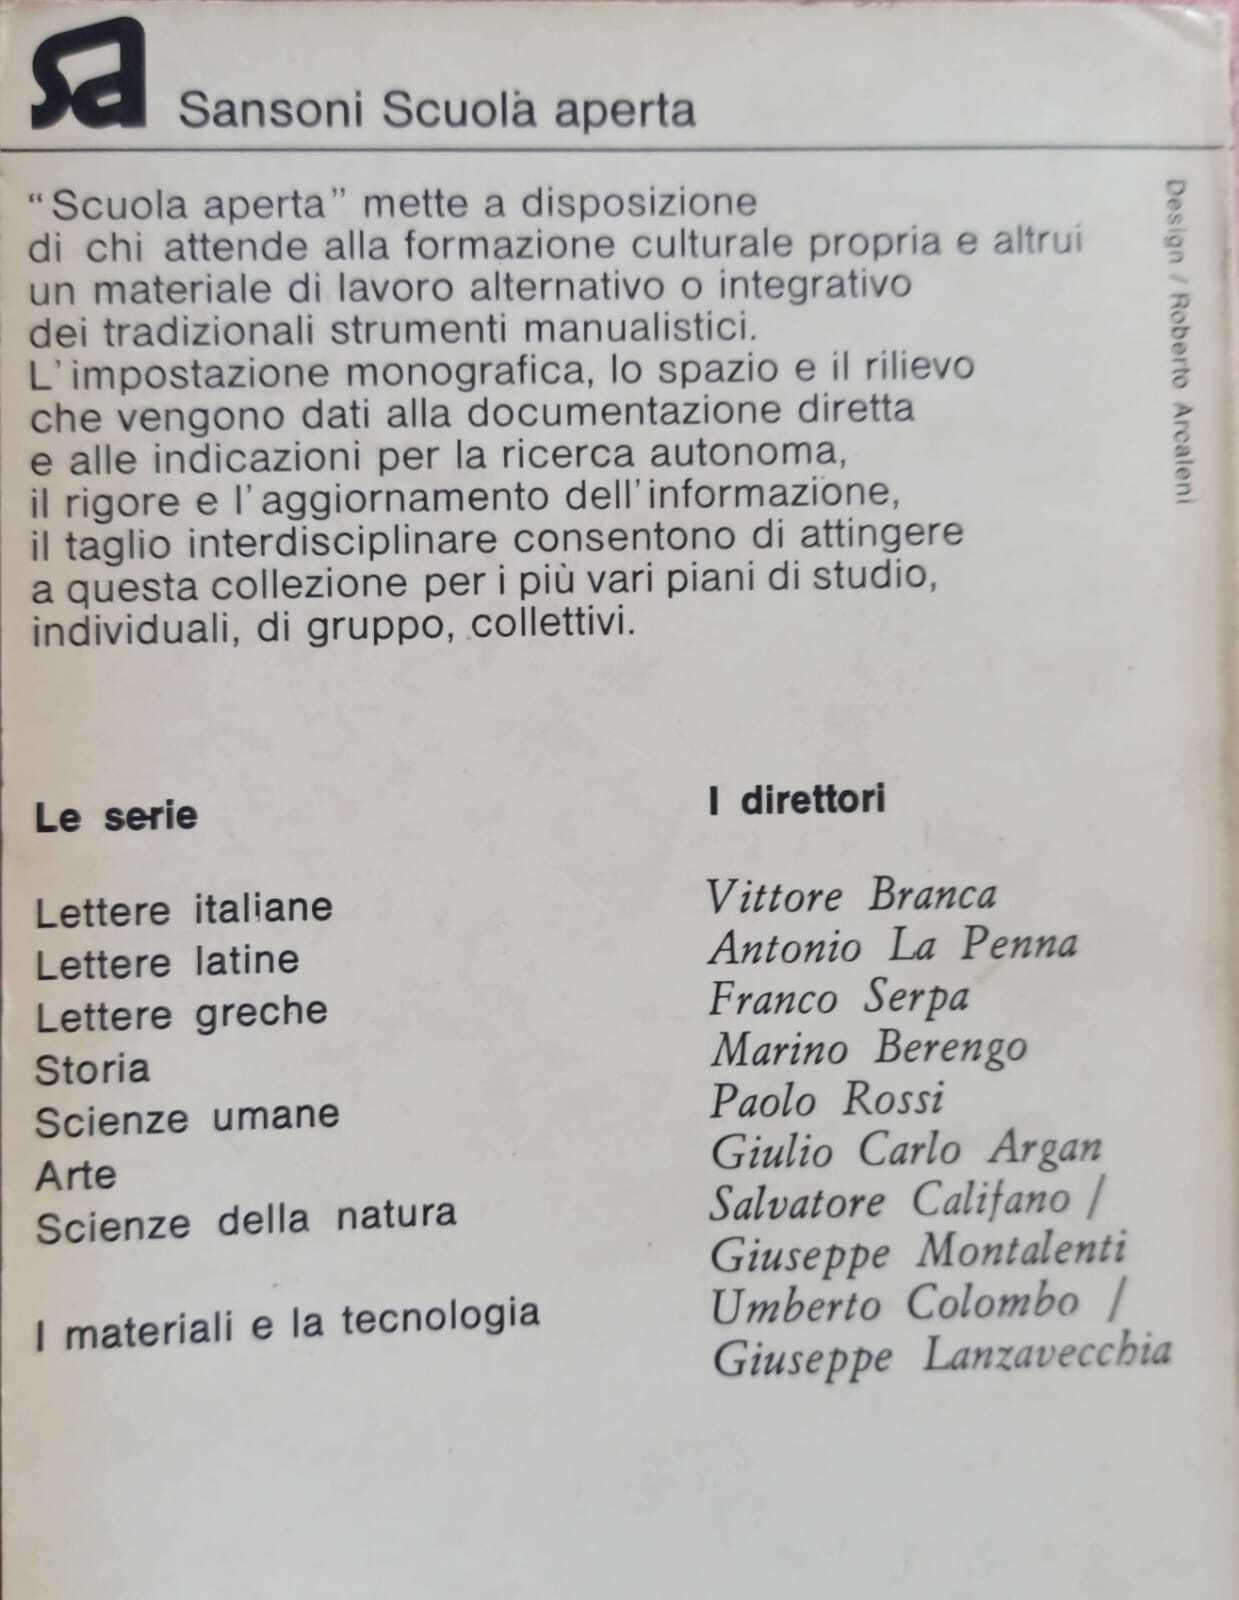 sa
Sansoni Scuola aperta
"Scuola aperta" mette a disposizione
di chi attende alla formazione culturale propria e altrui
un materiale di lavoro alternativo o integrativo
dei tradizionali strumenti manualistici.
L'impostazione monografica, lo spazio e il rilievo
che vengono dati alla documentazione diretta
e alle indicazioni per la ricerca autonoma,
il rigore e l'aggiornamento dell'informazione,
il taglio interdisciplinare consentono di attingere
a questa collezione per i più vari piani di studio,
individuali, di gruppo, collettivi.
Design / Roberto Arcaleni
Le serie
Lettere italiane
Lettere latine
Lettere greche
Storia
Scienze umane
Arte
Scienze della natura
I materiali e la tecnologia
I direttori
Vittore Branca
Antonio La Penna
Franco Serpa
Marino Berengo
Paolo Rossi
Giulio Carlo Argan
Salvatore Califano /
Giuseppe Montalenti
Umberto Colombo /
Giuseppe Lanzavecchia